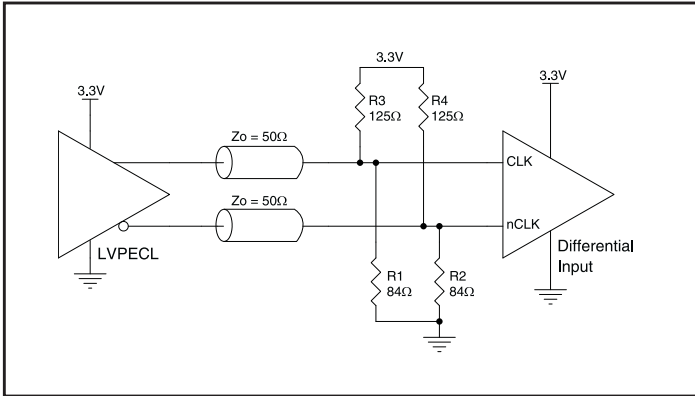 3.3V
3.3V
3.3V
R3
125Ω
R4
125Ω
Zo = 50Ω
CLK
Zo = 50Ω
nCLK
LVPECL
Differential
Input
R1
84Ω
R2
84Ω